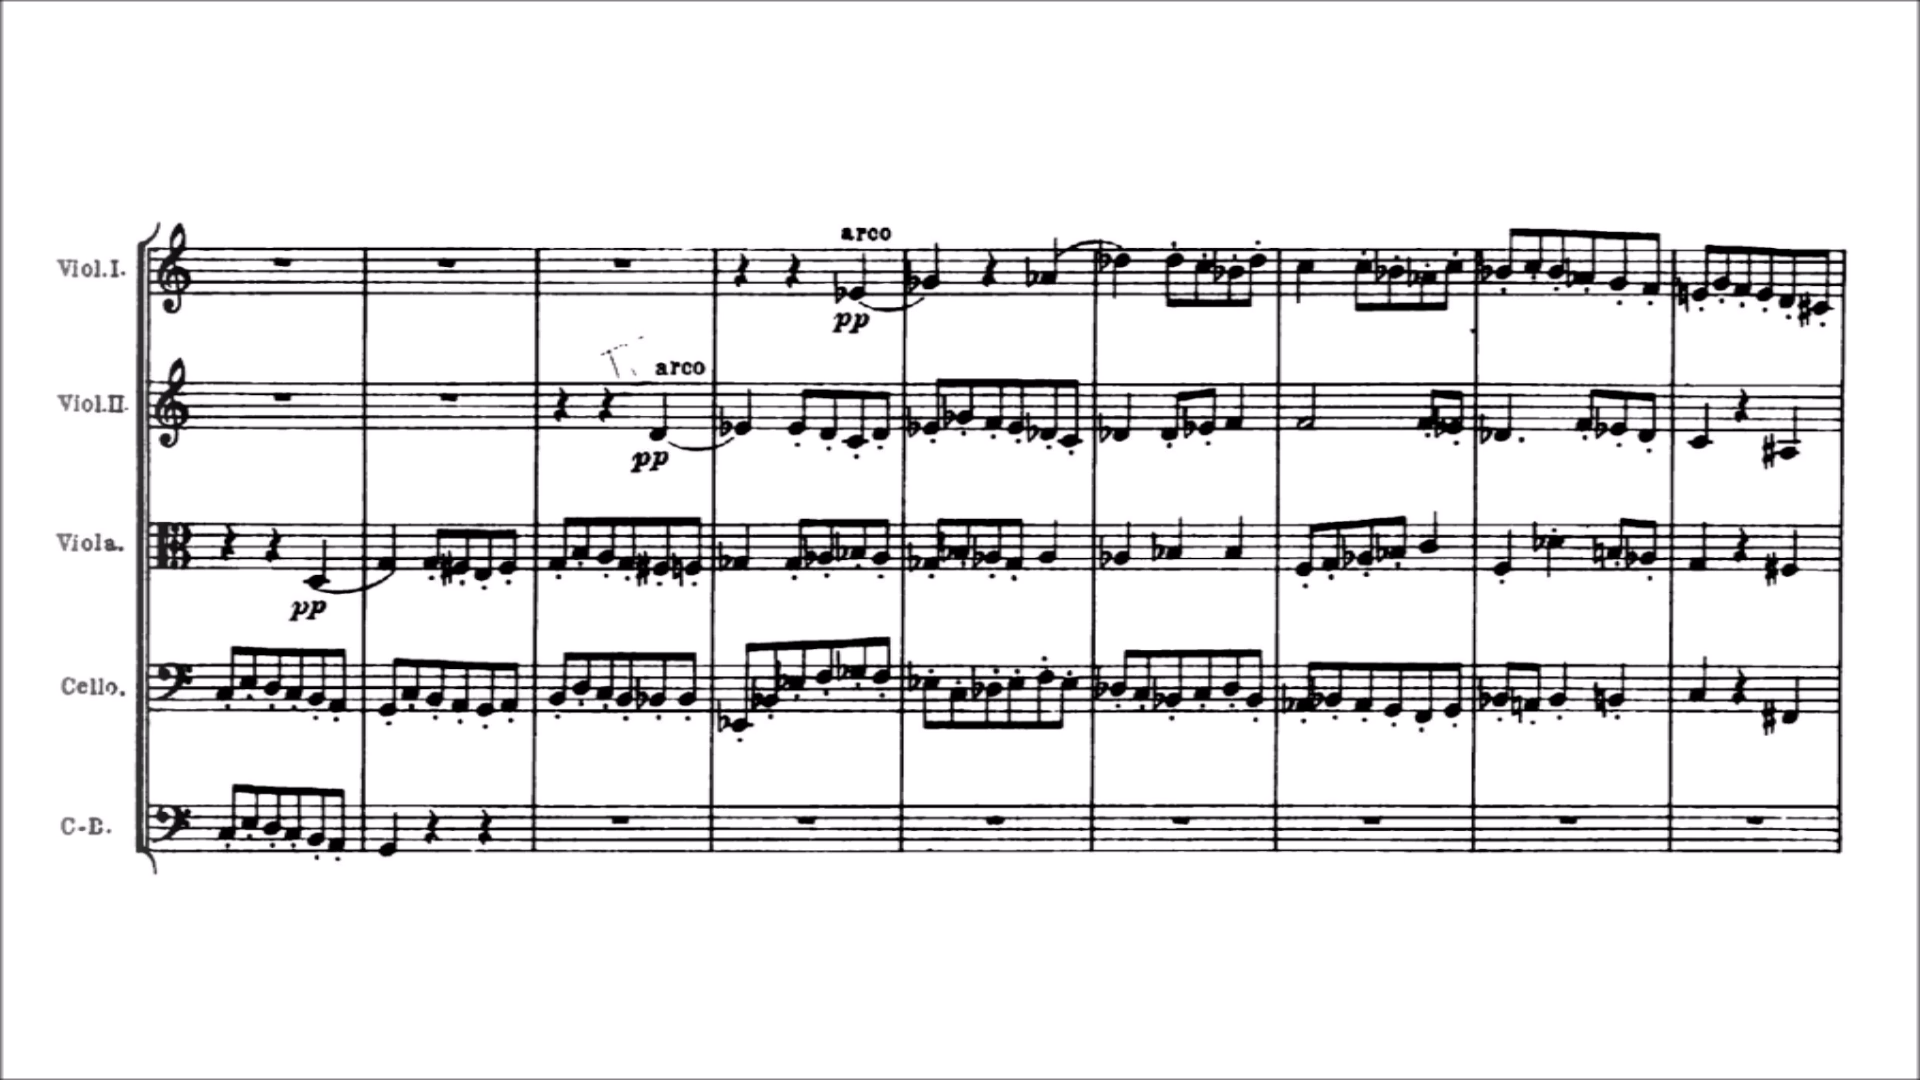 arco
Viol. I.
pp
arco
Viol. II.
pp
Viola.
pp
Cello.
C-B.